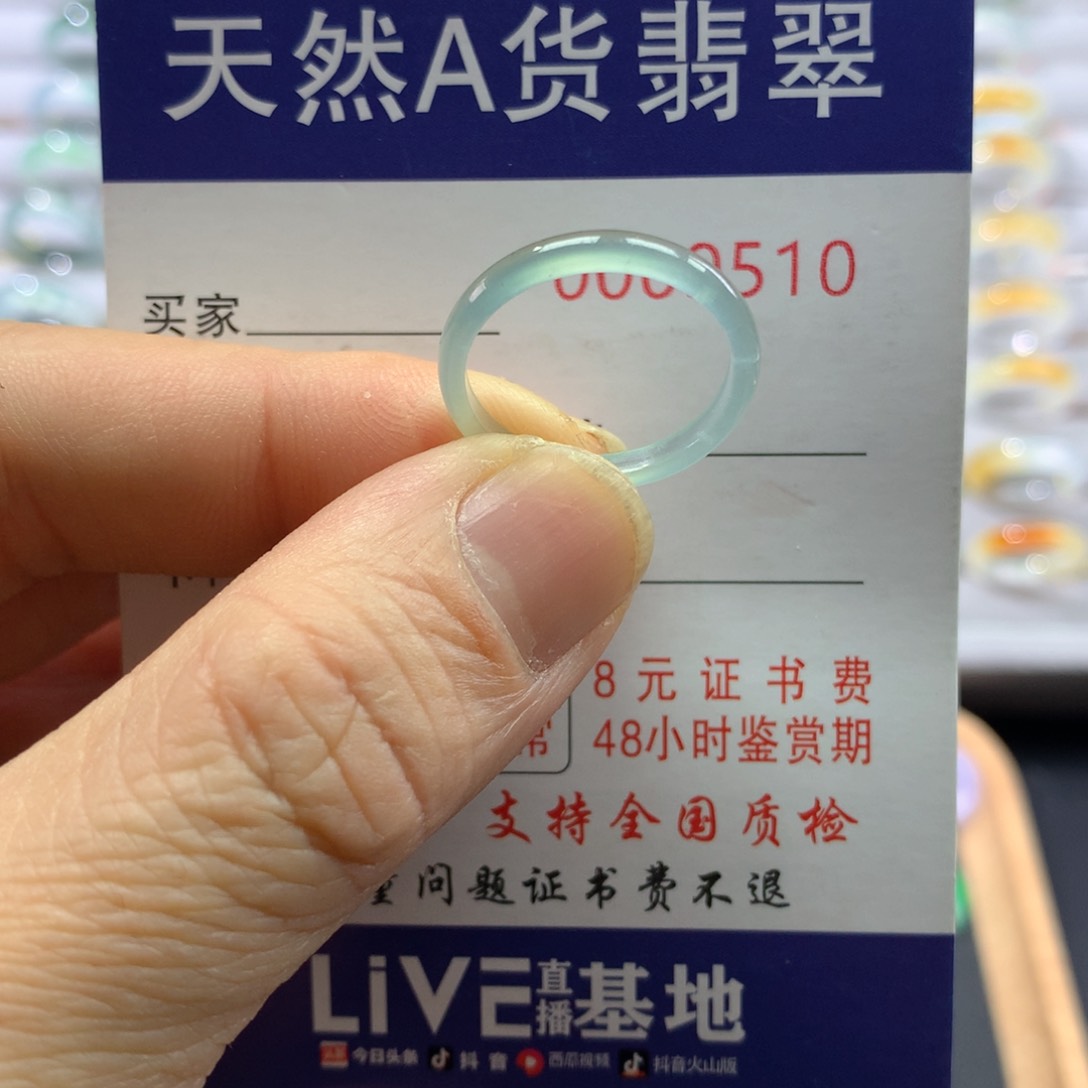 天然A货翡翠
510
买家
8元证书费
48小时鉴赏期
支持全国质检
问题证书费不退
LiVE直播基地
今日头条 抖音 西瓜视频 抖音火山版